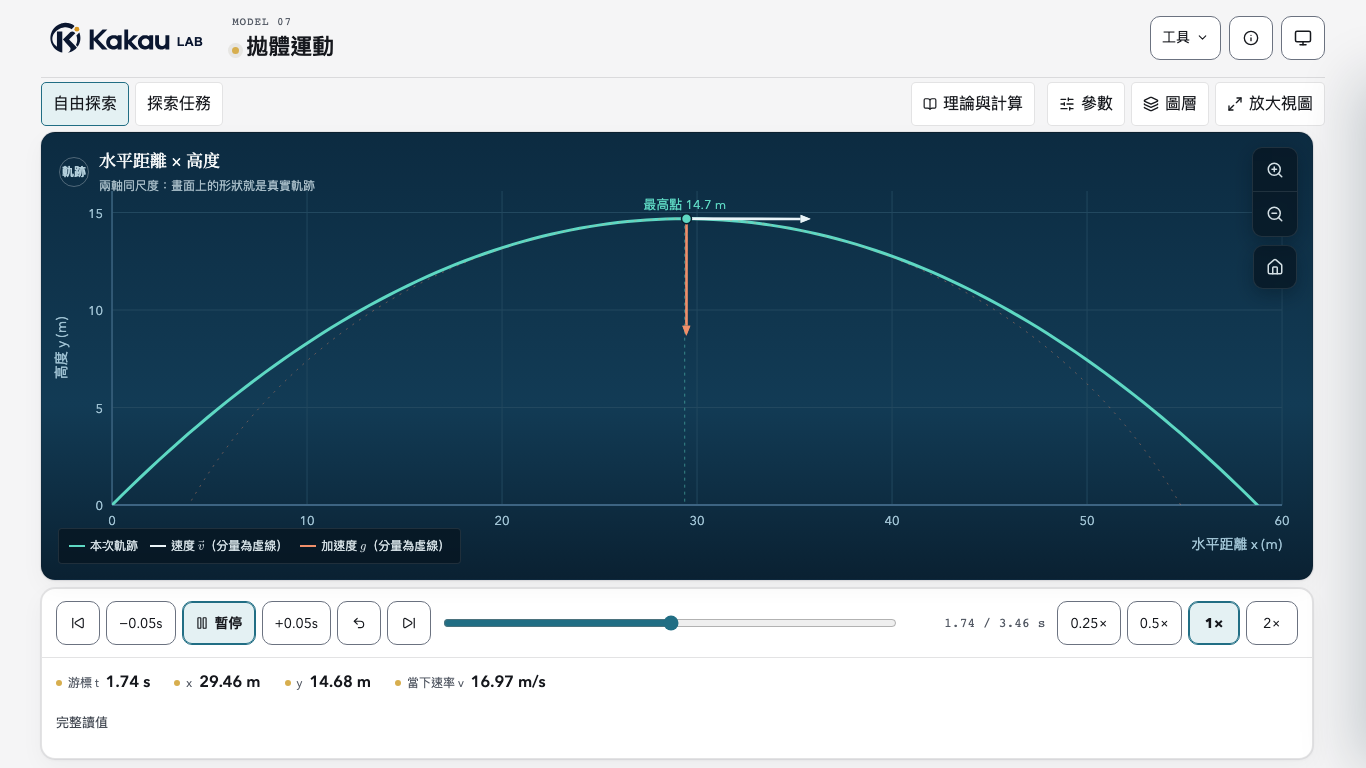 Kakau LAB
MODEL 07
拋體運動
工具
自由探索
探索任務
理論與計算
參數
圖層
放大視圖
軌跡
水平距離 × 高度
兩軸同尺度：畫面上的形狀就是真實軌跡
最高點 14.7 m
15
10
5
0
高度 y (m)
0 10 20 30 40 50 60
本次軌跡 速度 v⃗（分量為虛線） 加速度 g（分量為虛線）
水平距離 x (m)
−0.05s
暫停
+0.05s
1.74 / 3.46 s
0.25×
0.5×
1×
2×
游標 t 1.74 s x 29.46 m y 14.68 m 當下速率 v 16.97 m/s
完整讀值